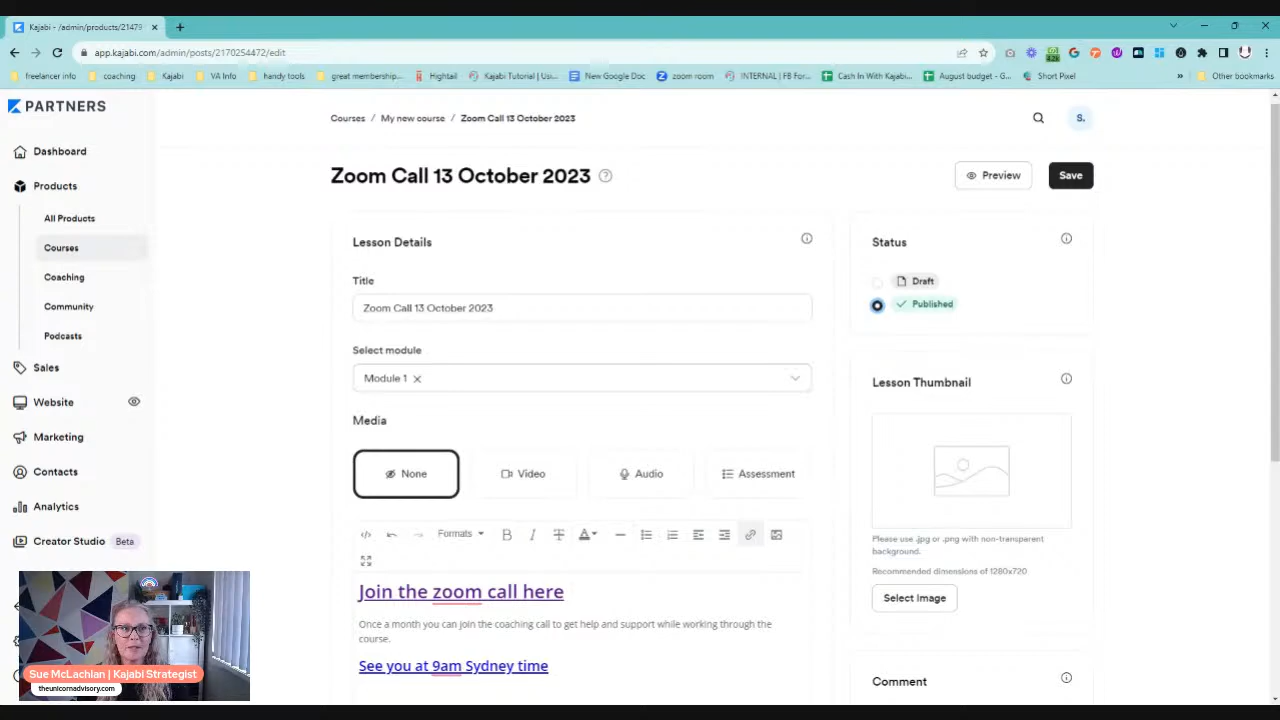 Kajabi - /admin/products/21479
app.kajabi.com/admin/posts/2170254472/edit
freelancer info
coaching
Kajabi
VA Info
handy tools
great membership...
Hightail
Kajabi Tutorial | Us...
New Google Doc
zoom room
INTERNAL | FB For...
Cash In With Kajabi...
August budget - G...
Short Pixel
Other bookmarks
PARTNERS
Courses / My new course / Zoom Call 13 October 2023
S.
Dashboard
Products
All Products
Courses
Coaching
Community
Podcasts
Sales
Website
Marketing
Contacts
Analytics
Creator Studio Beta
Zoom Call 13 October 2023
Preview
Save
Lesson Details
Title
Zoom Call 13 October 2023
Select module
Module 1
Media
None
Video
Audio
Assessment
Formats
Join the zoom call here
Once a month you can join the coaching call to get help and support while working through the
course.
See you at 9am Sydney time
Status
Draft
Published
Lesson Thumbnail
Please use .jpg or .png with non-transparent
background.
Recommended dimensions of 1280x720
Select Image
Comment
Sue McLachlan | Kajabi Strategist
theunicornadvisory.com